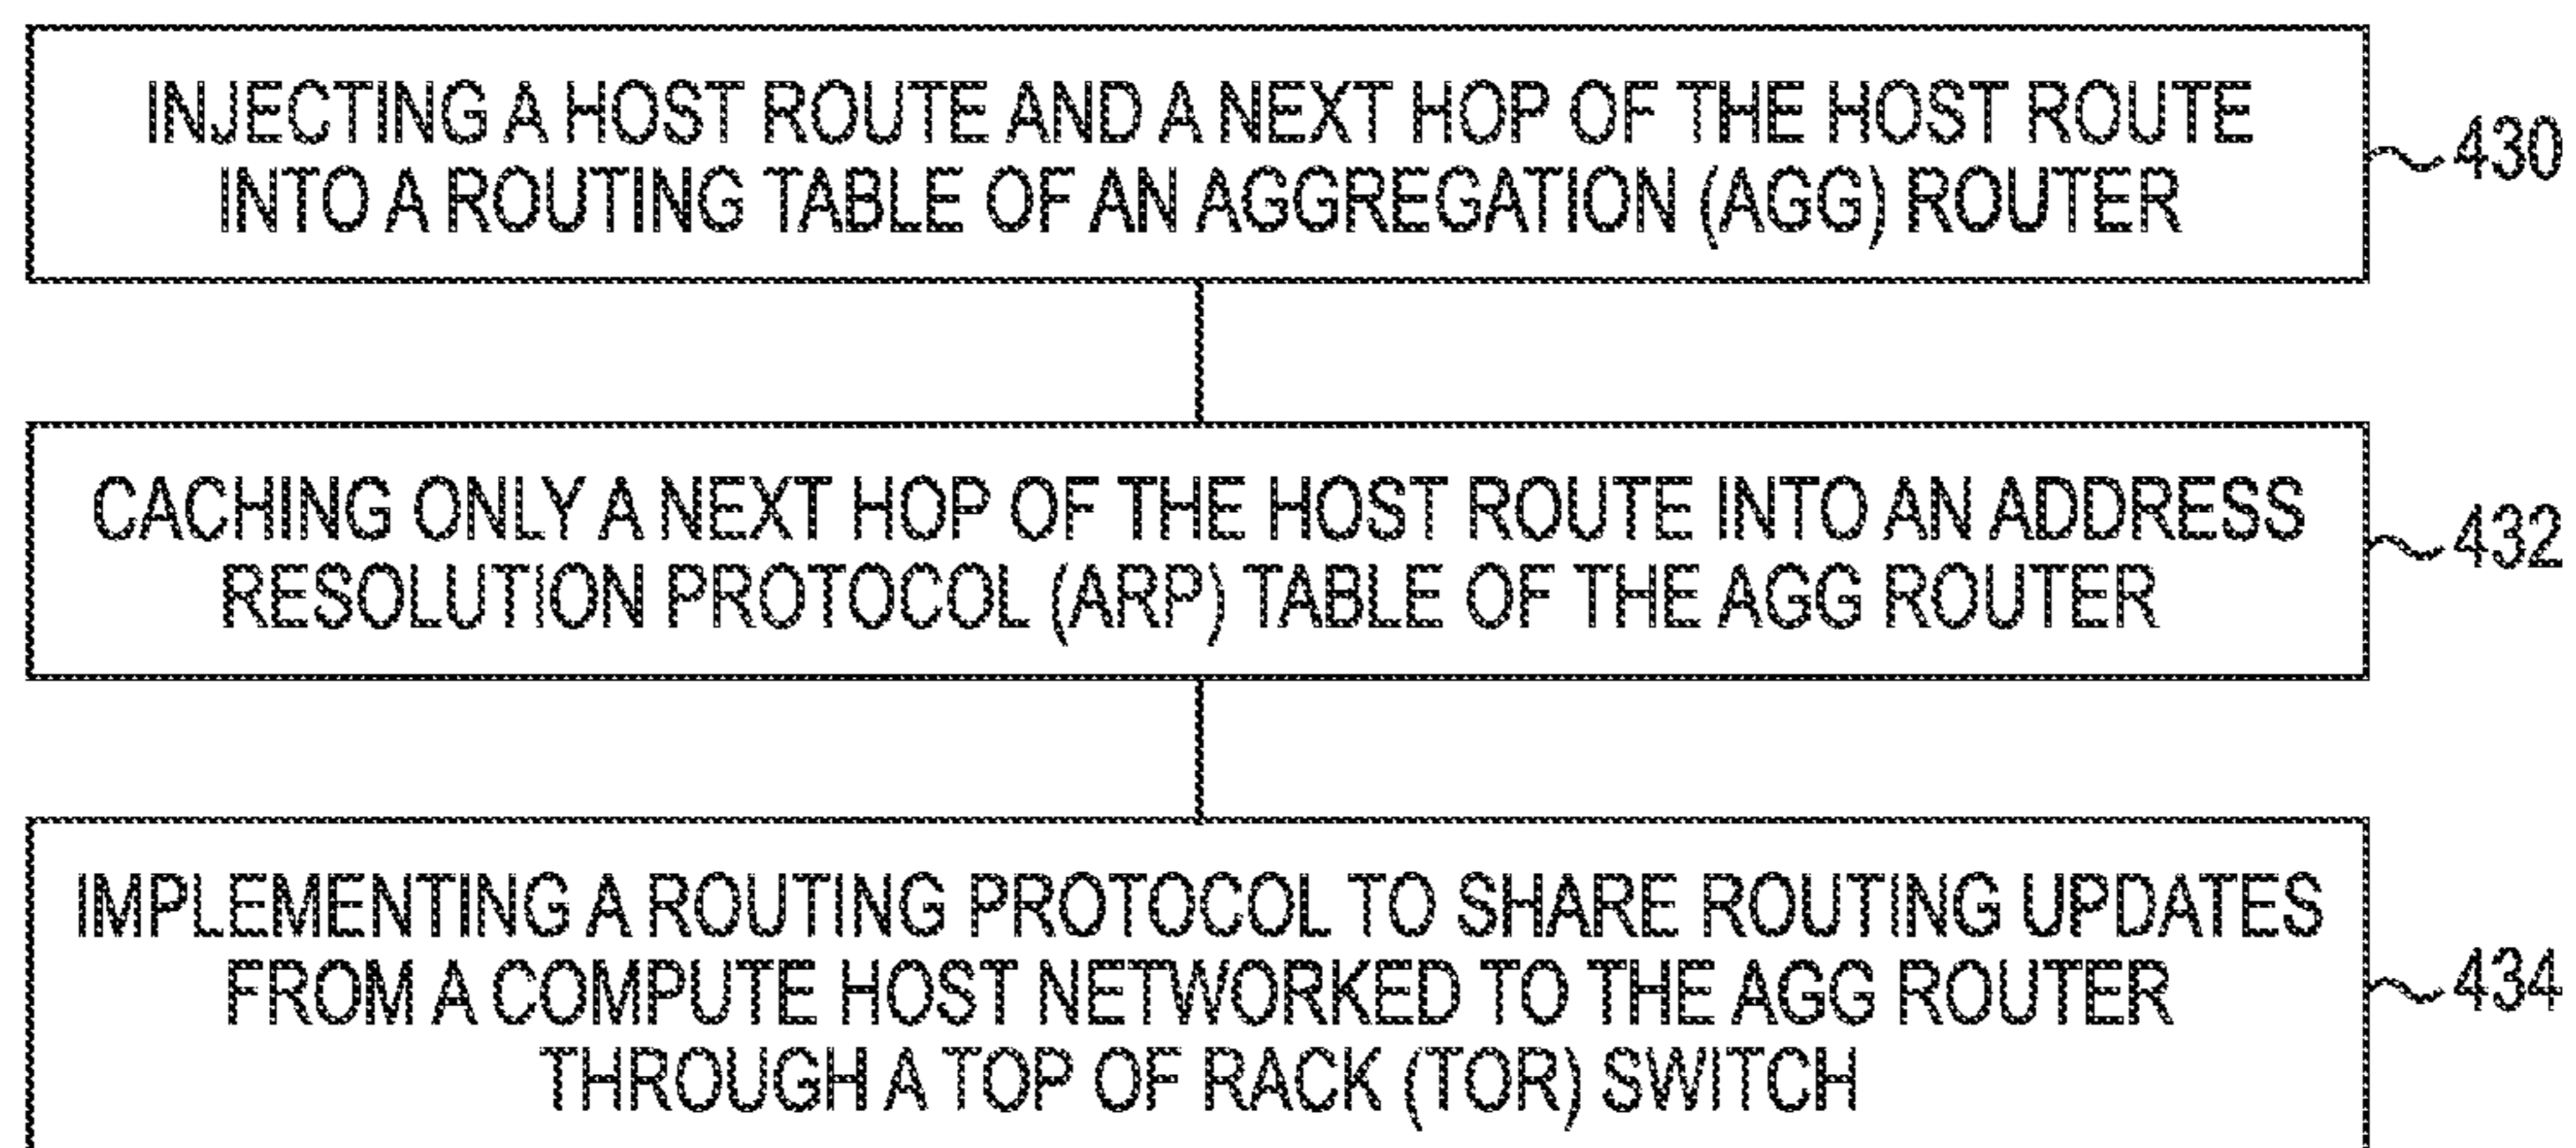 INJECTING A HOST ROUTE AND A NEXT HOP OF THE HOST ROUTE
INTO A ROUTING TABLE OF AN AGGREGATION (AGG) ROUTER
430
CACHING ONLY A NEXT HOP OF THE HOST ROUTE INTO AN ADDRESS
RESOLUTION PROTOCOL (ARP) TABLE OF THE AGG ROUTER
432
IMPLEMENTING A ROUTING PROTOCOL TO SHARE ROUTING UPDATES
FROM A COMPUTE HOST NETWORKED TO THE AGG ROUTER
THROUGH A TOP OF RACK (TOR) SWITCH
434